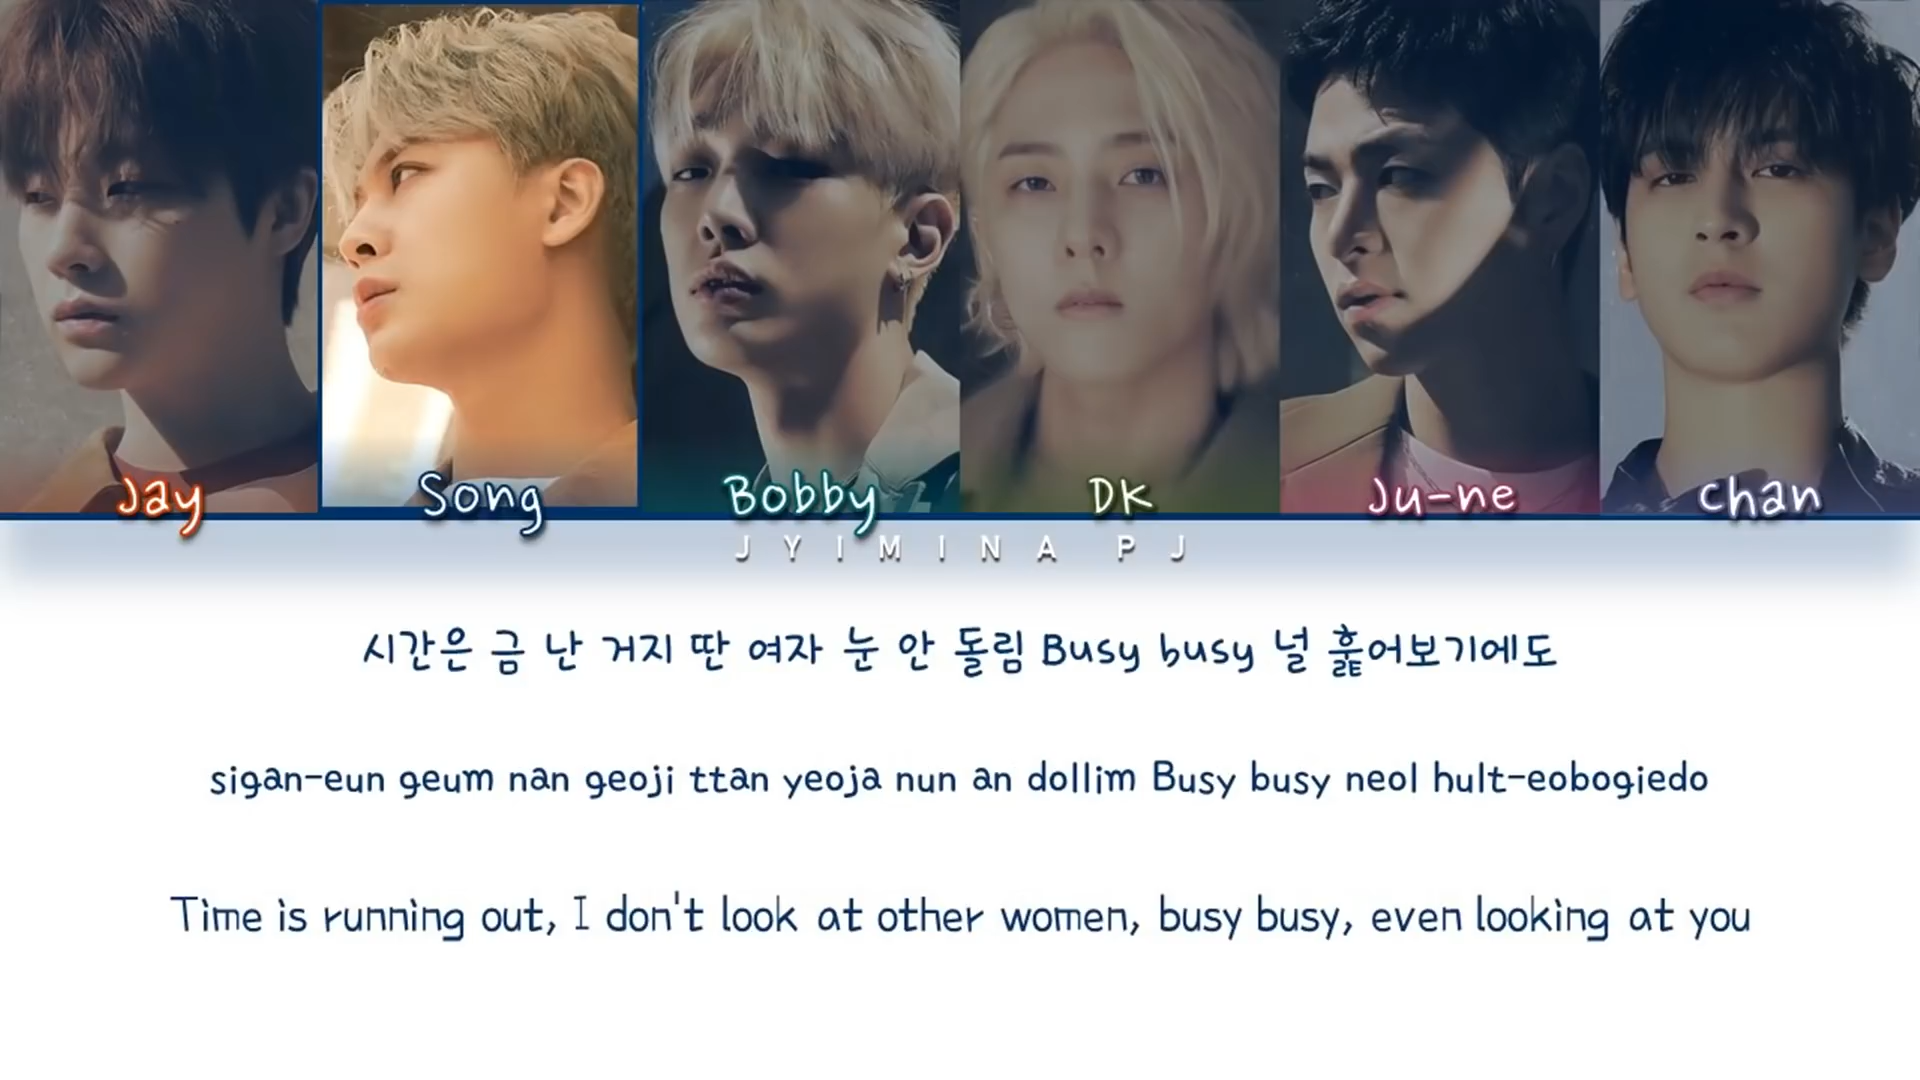 Jay Song Bobby DK Ju-ne Chan
JYIMINA PJ
시간은 금 난 거지 딴 여자 눈 안 돌림 Busy busy 널 훑어보기에도
sigan-eun geum nan geoji ttan yeoja nun an dollim Busy busy neol hult-eobogiedo
Time is running out, I don't look at other women, busy busy, even looking at you